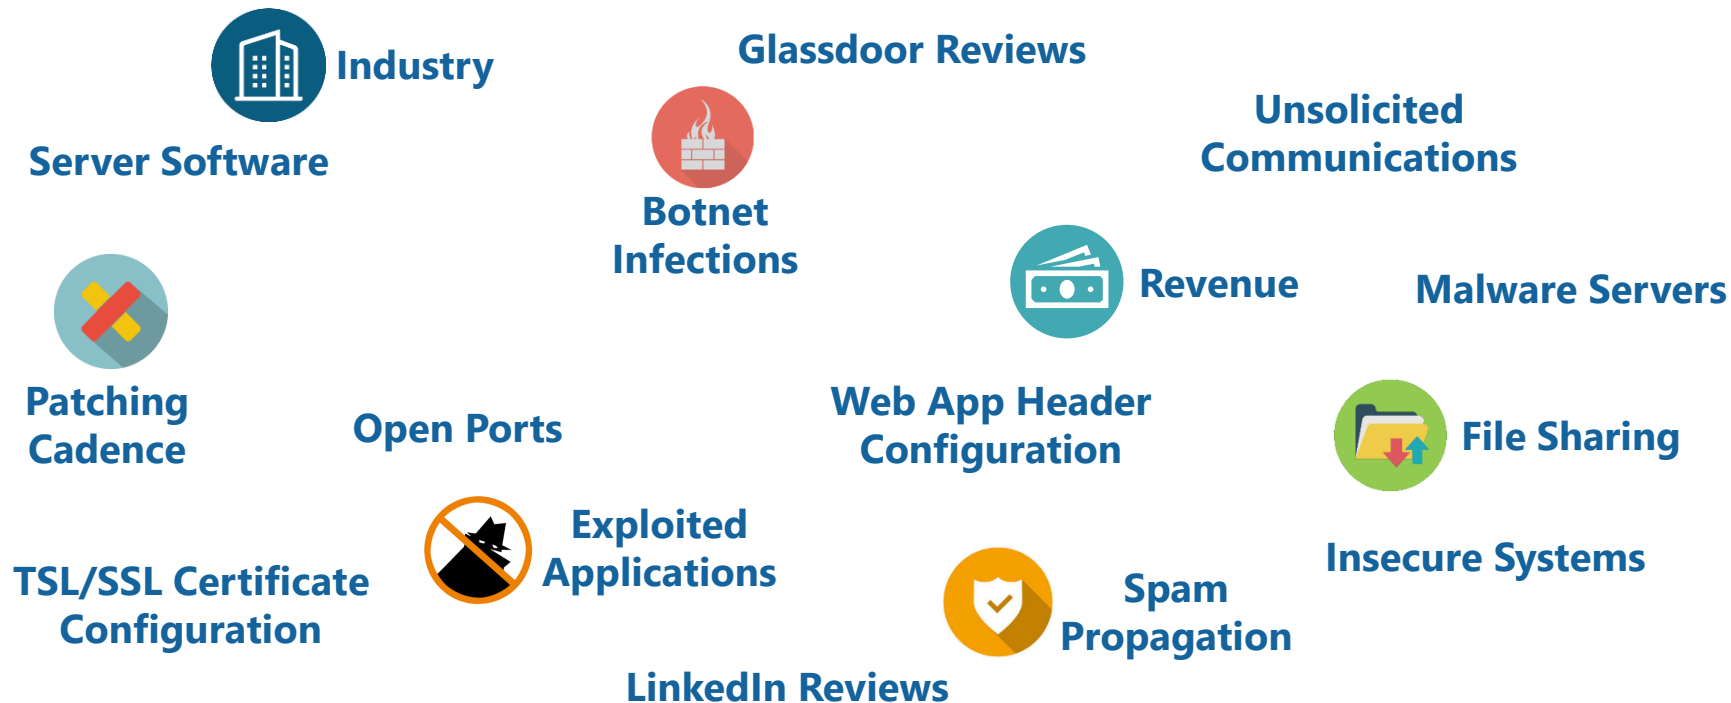 Industry
Glassdoor Reviews
Unsolicited
Communications
Server Software
Botnet
Infections
Revenue
Malware Servers
Patching
Cadence
Open Ports
Web App Header
Configuration
File Sharing
Exploited
Applications
Insecure Systems
TSL/SSL Certificate
Configuration
Spam
Propagation
LinkedIn Reviews